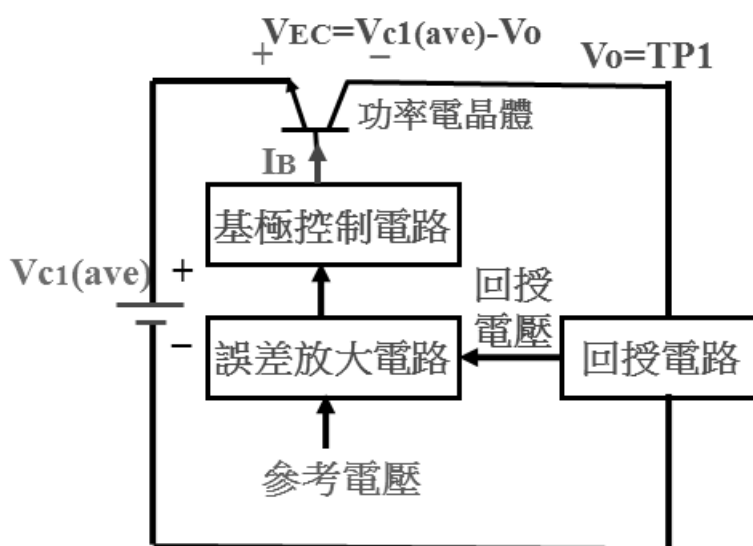 VEC=Vc1(ave)-Vo
+
−
Vo=TP1
功率電晶體
IB
基極控制電路
Vc1(ave)
+
−
回授
電壓
誤差放大電路
回授電路
參考電壓